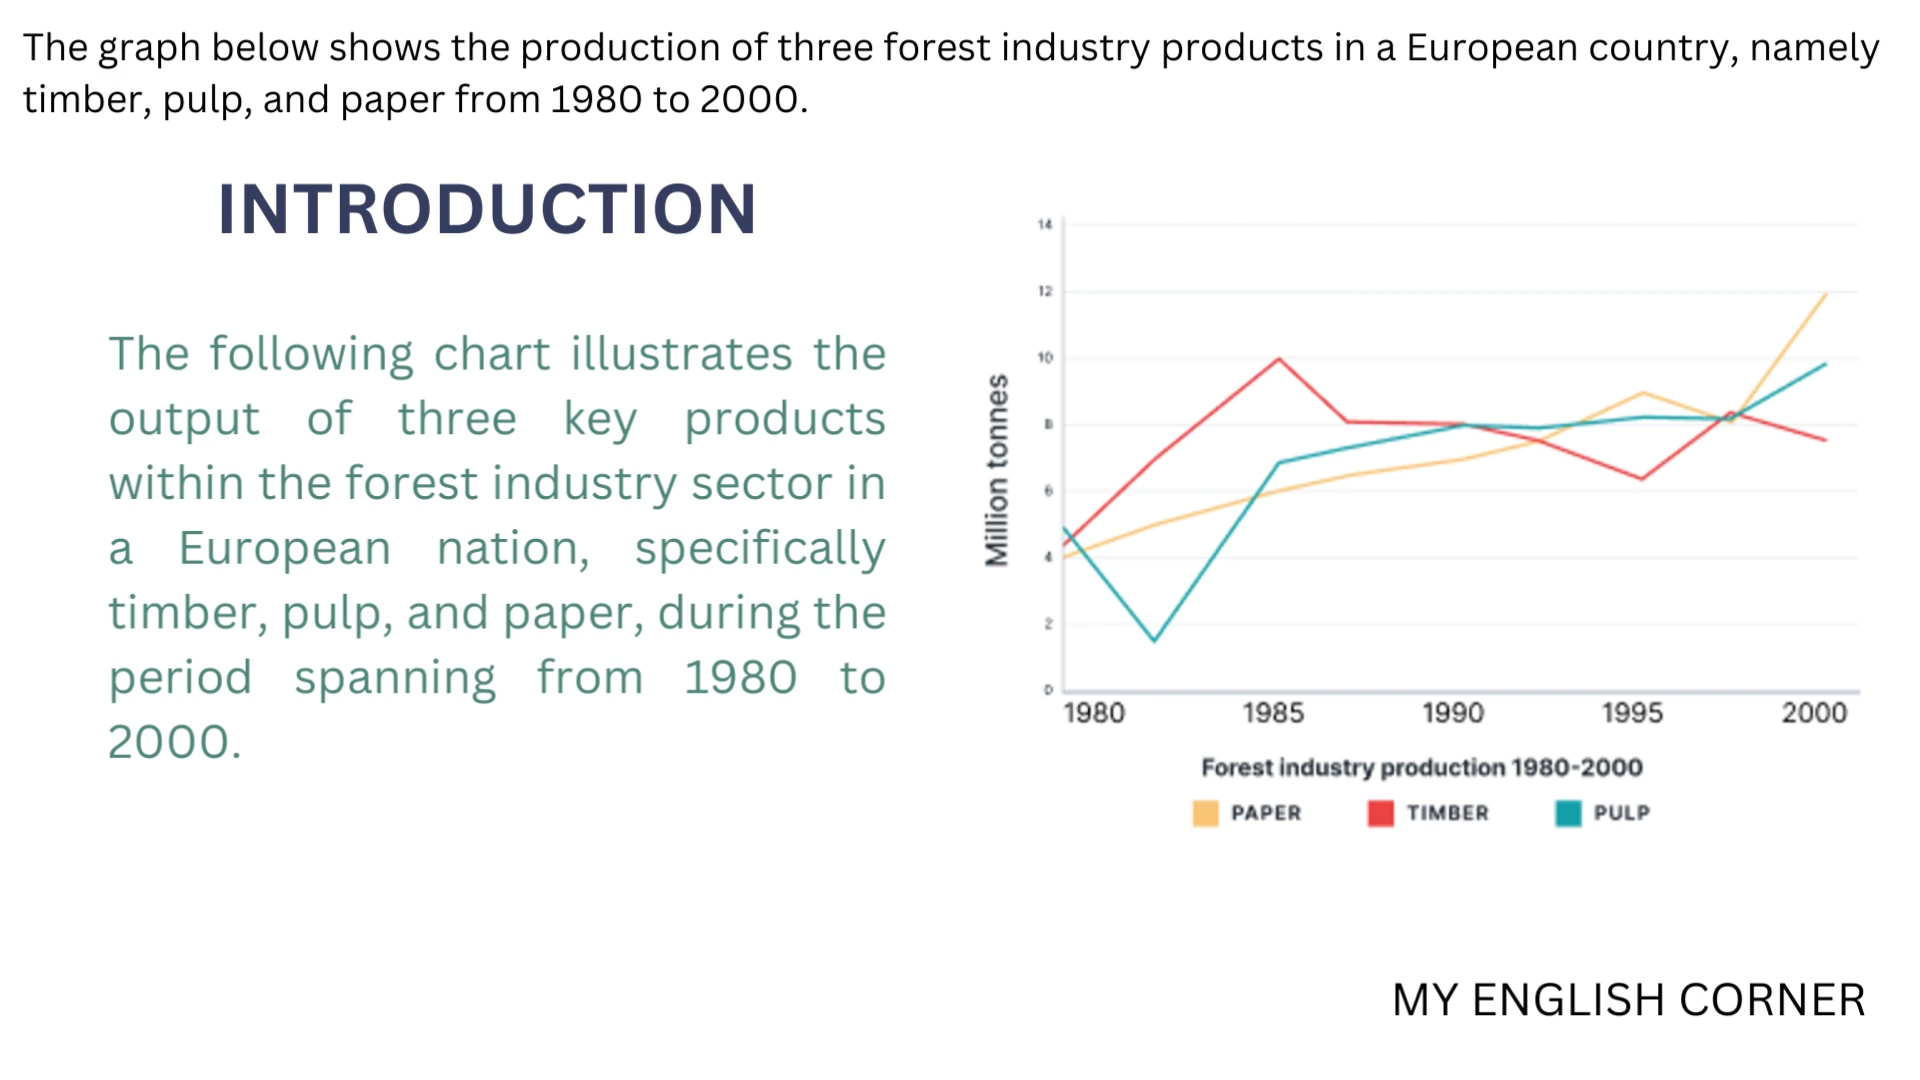 The graph below shows the production of three forest industry products in a European country, namely
timber, pulp, and paper from 1980 to 2000.
INTRODUCTION
The following chart illustrates the
output of three key products
within the forest industry sector in
a European nation, specifically
timber, pulp, and paper, during the
period spanning from 1980 to
2000.
Million tonnes
14
12
10
8
6
4
2
0
1980 1985 1990 1995 2000
Forest industry production 1980-2000
PAPER TIMBER PULP
MY ENGLISH CORNER